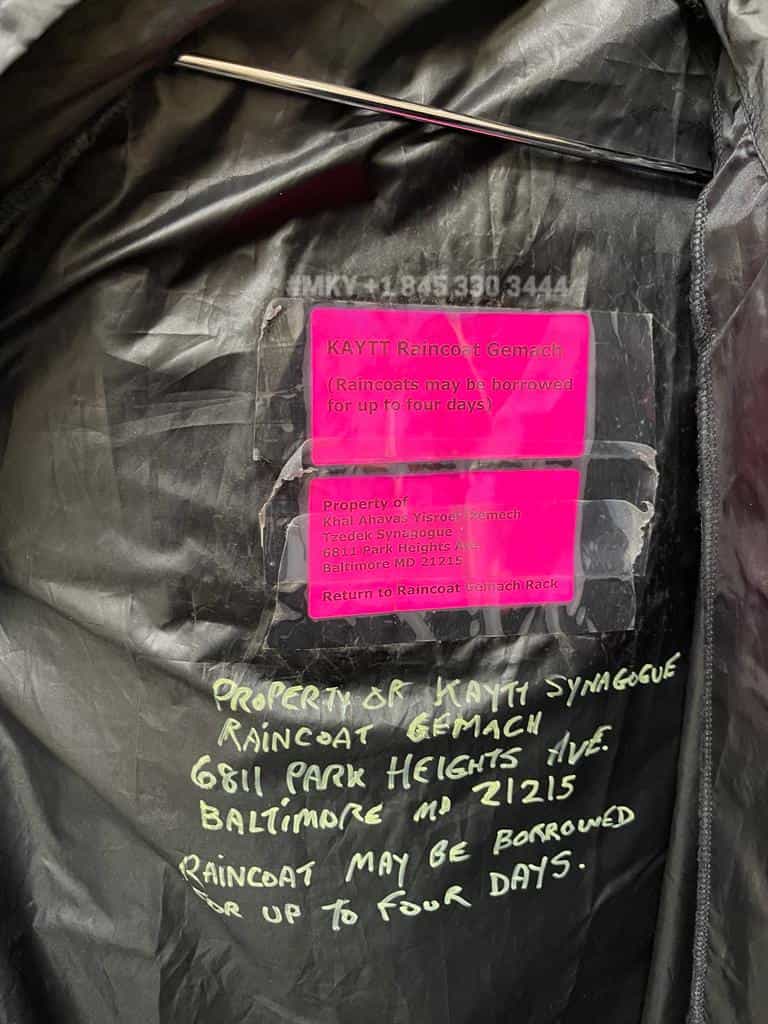 #MKY +1 845 330 3444
KAYTT Raincoat Gemach
(Raincoats may be borrowed
for up to four days)
Property of
Khal Ahavas Yisroel Zemech
Tzedek Synagogue
6811 Park Heights Ave
Baltimore MD 21215
Return to Raincoat Gemach Rack
PROPERTY OF KAYTT SYNAGOGUE
RAINCOAT GEMACH
6811 PARK HEIGHTS AVE.
BALTIMORE MD 21215
RAINCOAT MAY BE BORROWED
FOR UP TO FOUR DAYS.